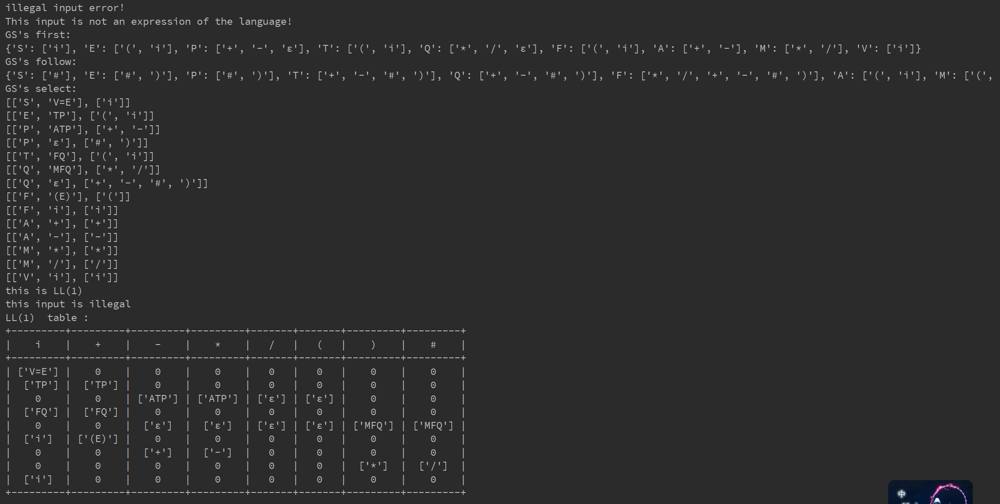 illegal input error!
This input is not an expression of the language!
GS's first:
{'S': ['i'], 'E': ['(', 'i'], 'P': ['+', '-', 'ε'], 'T': ['(', 'i'], 'Q': ['*', '/', 'ε'], 'F': ['(', 'i'], 'A': ['+', '-'], 'M': ['*', '/'], 'V': ['i']}
GS's follow:
{'S': ['#'], 'E': ['#', ')'], 'P': ['#', ')'], 'T': ['+', '-', '#', ')'], 'Q': ['+', '-', '#', ')'], 'F': ['*', '/', '+', '-', '#', ')'], 'A': ['(', 'i'], 'M': ['(',
GS's select:
[['S', 'V=E'], ['i']]
[['E', 'TP'], ['(', 'i']]
[['P', 'ATP'], ['+', '-']]
[['P', 'ε'], ['#', ')']]
[['T', 'FQ'], ['(', 'i']]
[['Q', 'MFQ'], ['*', '/']]
[['Q', 'ε'], ['+', '-', '#', ')']]
[['F', '(E)'], ['(']]
[['F', 'i'], ['i']]
[['A', '+'], ['+']]
[['A', '-'], ['-']]
[['M', '*'], ['*']]
[['M', '/'], ['/']]
[['V', 'i'], ['i']]
this is LL(1)
this input is illegal
LL(1)  table :
+---------+---------+---------+---------+-------+-------+---------+---------+
|    i    |    +    |    -    |    *    |   /   |   (   |    )    |    #    |
+---------+---------+---------+---------+-------+-------+---------+---------+
| ['V=E'] |    0    |    0    |    0    |   0   |   0   |    0    |    0    |
|  ['TP'] |  ['TP'] |    0    |    0    |   0   |   0   |    0    |    0    |
|    0    |    0    | ['ATP'] | ['ATP'] | ['ε'] | ['ε'] |    0    |    0    |
|  ['FQ'] |  ['FQ'] |    0    |    0    |   0   |   0   |    0    |    0    |
|    0    |    0    |  ['ε']  |  ['ε']  | ['ε'] | ['ε'] | ['MFQ'] | ['MFQ'] |
|  ['i']  | ['(E)'] |    0    |    0    |   0   |   0   |    0    |    0    |
|    0    |    0    |  ['+']  |  ['-']  |   0   |   0   |    0    |    0    |
|    0    |    0    |    0    |    0    |   0   |   0   |  ['*']  |  ['/']  |
|  ['i']  |    0    |    0    |    0    |   0   |   0   |    0    |    0    |
+---------+---------+---------+---------+-------+-------+---------+---------+
中